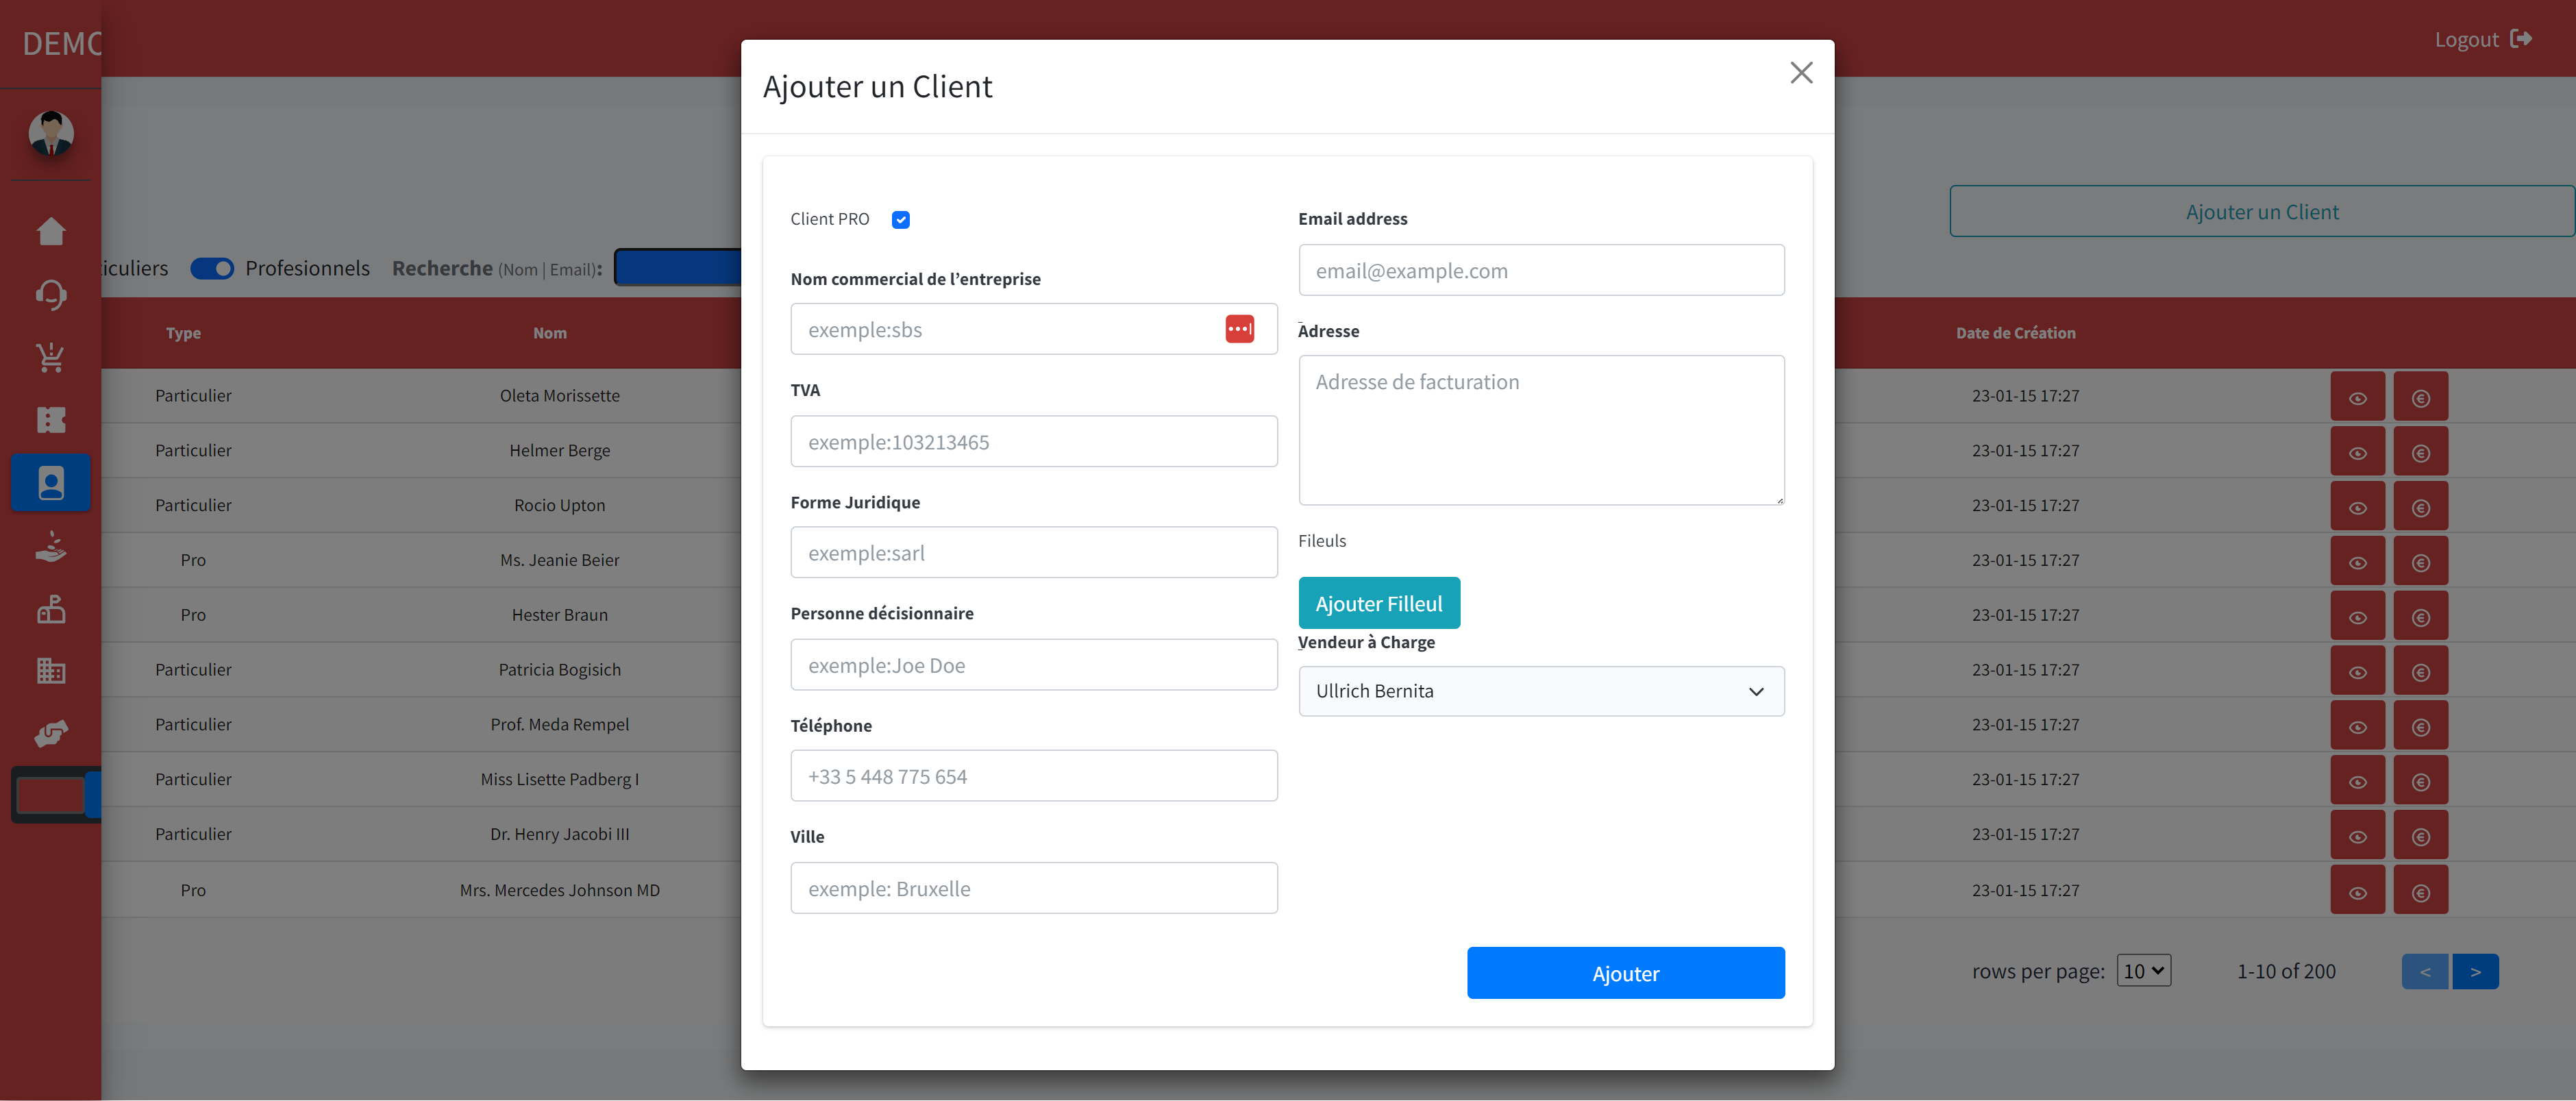 DEMO
Logout
Ajouter un Client
Ajouter un Client
iculiers Profesionnels Recherche (Nom | Email):
Type Nom Date de Création
Particulier Oleta Morissette 23-01-15 17:27
Particulier Helmer Berge 23-01-15 17:27
Particulier Rocio Upton 23-01-15 17:27
Pro Ms. Jeanie Beier 23-01-15 17:27
Pro Hester Braun 23-01-15 17:27
Particulier Patricia Bogisich 23-01-15 17:27
Particulier Prof. Meda Rempel 23-01-15 17:27
Particulier Miss Lisette Padberg I 23-01-15 17:27
Particulier Dr. Henry Jacobi III 23-01-15 17:27
Pro Mrs. Mercedes Johnson MD 23-01-15 17:27
rows per page: 10 1-10 of 200 < >
Client PRO
Nom commercial de l’entreprise
exemple:sbs
TVA
exemple:103213465
Forme Juridique
exemple:sarl
Personne décisionnaire
exemple:Joe Doe
Téléphone
+33 5 448 775 654
Ville
exemple: Bruxelle
Email address
email@example.com
Adresse
Adresse de facturation
Fileuls
Ajouter Filleul
Vendeur à Charge
Ullrich Bernita
Ajouter